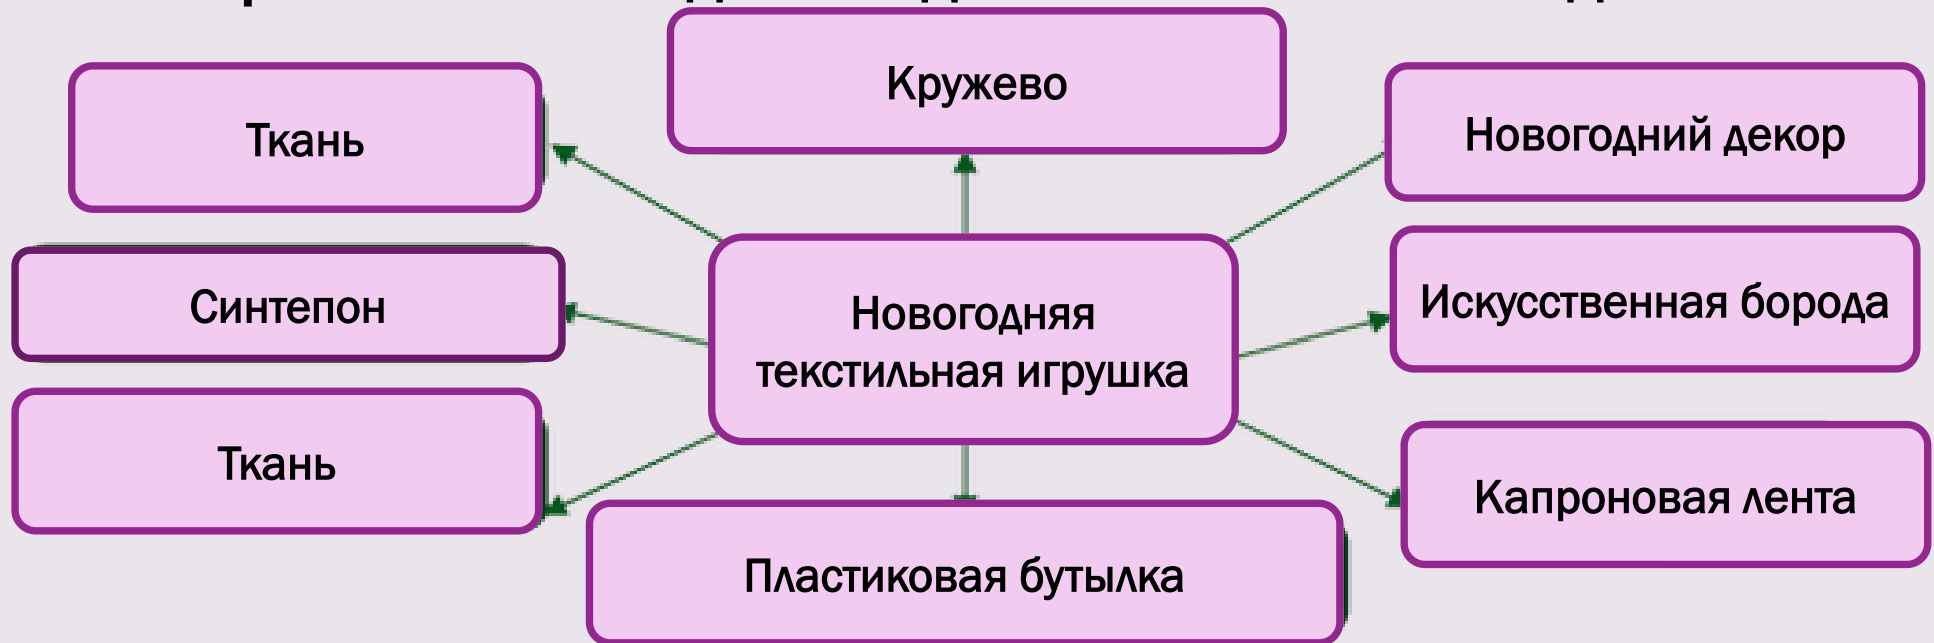 Кружево
Ткань
Новогодний декор
Синтепон
Новогодняя
текстильная игрушка
Искусственная борода
Ткань
Капроновая лента
Пластиковая бутылка